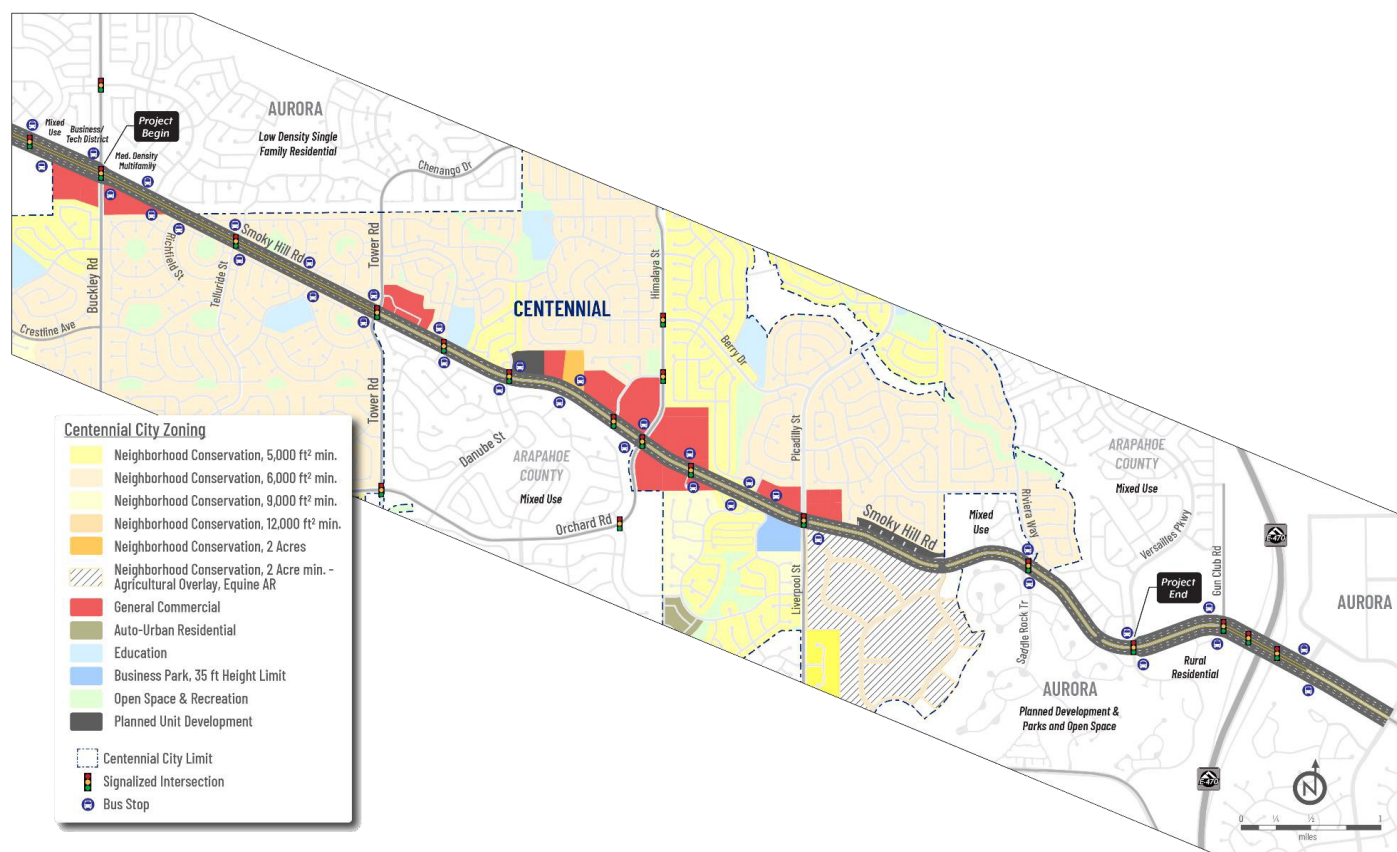 AURORA
Low Density Single
Family Residential
Mixed
Use
Business/
Tech District
Project
Begin
Med. Density
Multifamily
Chenango Dr
Smoky Hill Rd
Richfield St
Telluride St
Tower Rd
Buckley Rd
Crestline Ave
CENTENNIAL
Himalaya St
Berry Dr
Tower Rd
Danube St
ARAPAHOE
COUNTY
Mixed Use
Orchard Rd
Picadilly St
Smoky Hill Rd
Liverpool St
Mixed
Use
Riviera Way
ARAPAHOE
COUNTY
Mixed Use
Versailles Pkwy
Gun Club Rd
E-470
Project
End
AURORA
Saddle Rock Tr
Rural
Residential
AURORA
Planned Development &
Parks and Open Space
E-470
N
0 ¼ ½ 1
miles
Centennial City Zoning
Neighborhood Conservation, 5,000 ft² min.
Neighborhood Conservation, 6,000 ft² min.
Neighborhood Conservation, 9,000 ft² min.
Neighborhood Conservation, 12,000 ft² min.
Neighborhood Conservation, 2 Acres
Neighborhood Conservation, 2 Acre min. -
Agricultural Overlay, Equine AR
General Commercial
Auto-Urban Residential
Education
Business Park, 35 ft Height Limit
Open Space & Recreation
Planned Unit Development
Centennial City Limit
Signalized Intersection
Bus Stop